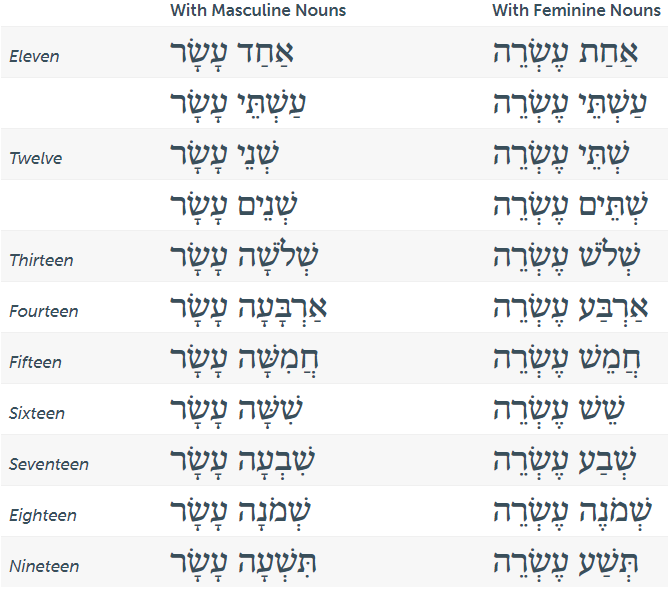 With Masculine Nouns With Feminine Nouns
Eleven אַחַד עָשָׂר אַחַת עֶשְׂרֵה
עַשְׁתֵּי עָשָׂר עַשְׁתֵּי עֶשְׂרֵה
Twelve שְׁנֵי עָשָׂר שְׁתֵּי עֶשְׂרֵה
שְׁנֵים עָשָׂר שְׁתֵּים עֶשְׂרֵה
Thirteen שְׁלֹשָׁה עָשָׂר שְׁלֹשׁ עֶשְׂרֵה
Fourteen אַרְבָּעָה עָשָׂר אַרְבַּע עֶשְׂרֵה
Fifteen חֲמִשָּׁה עָשָׂר חֲמֵשׁ עֶשְׂרֵה
Sixteen שִׁשָּׁה עָשָׂר שֵׁשׁ עֶשְׂרֵה
Seventeen שִׁבְעָה עָשָׂר שְׁבַע עֶשְׂרֵה
Eighteen שְׁמֹנָה עָשָׂר שְׁמֹנֶה עֶשְׂרֵה
Nineteen תִּשְׁעָה עָשָׂר תְּשַׁע עֶשְׂרֵה